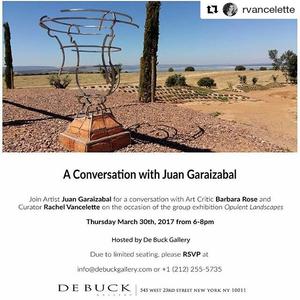 rvancelette
A Conversation with Juan Garaizabal
Join Artist Juan Garaizabal for a conversation with Art Critic Barbara Rose and
Curator Rachel Vancelette on the occasion of the group exhibition Opulent Landscapes
Thursday March 30th, 2017 from 6-8pm
Hosted by De Buck Gallery
Due to limited seating, please RSVP at
info@debuckgallery.com or +1 (212) 255-5735
DE BUCK 545 WEST 23RD STREET NEW YORK NY 10011
GALLERY